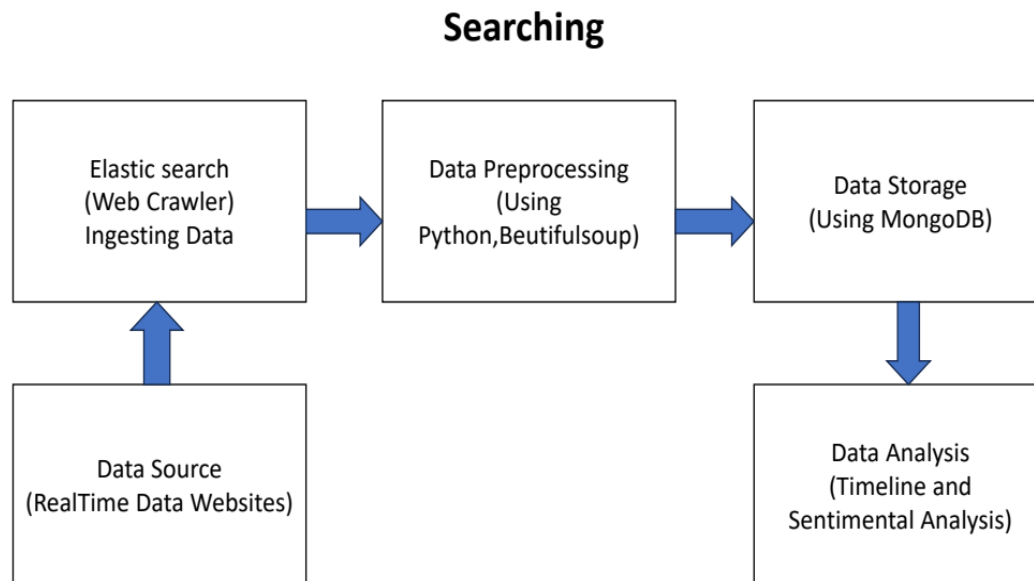 Searching
Elastic search
(Web Crawler)
Ingesting Data
Data Preprocessing
(Using
Python,Beutifulsoup)
Data Storage
(Using MongoDB)
Data Source
(RealTime Data Websites)
Data Analysis
(Timeline and
Sentimental Analysis)